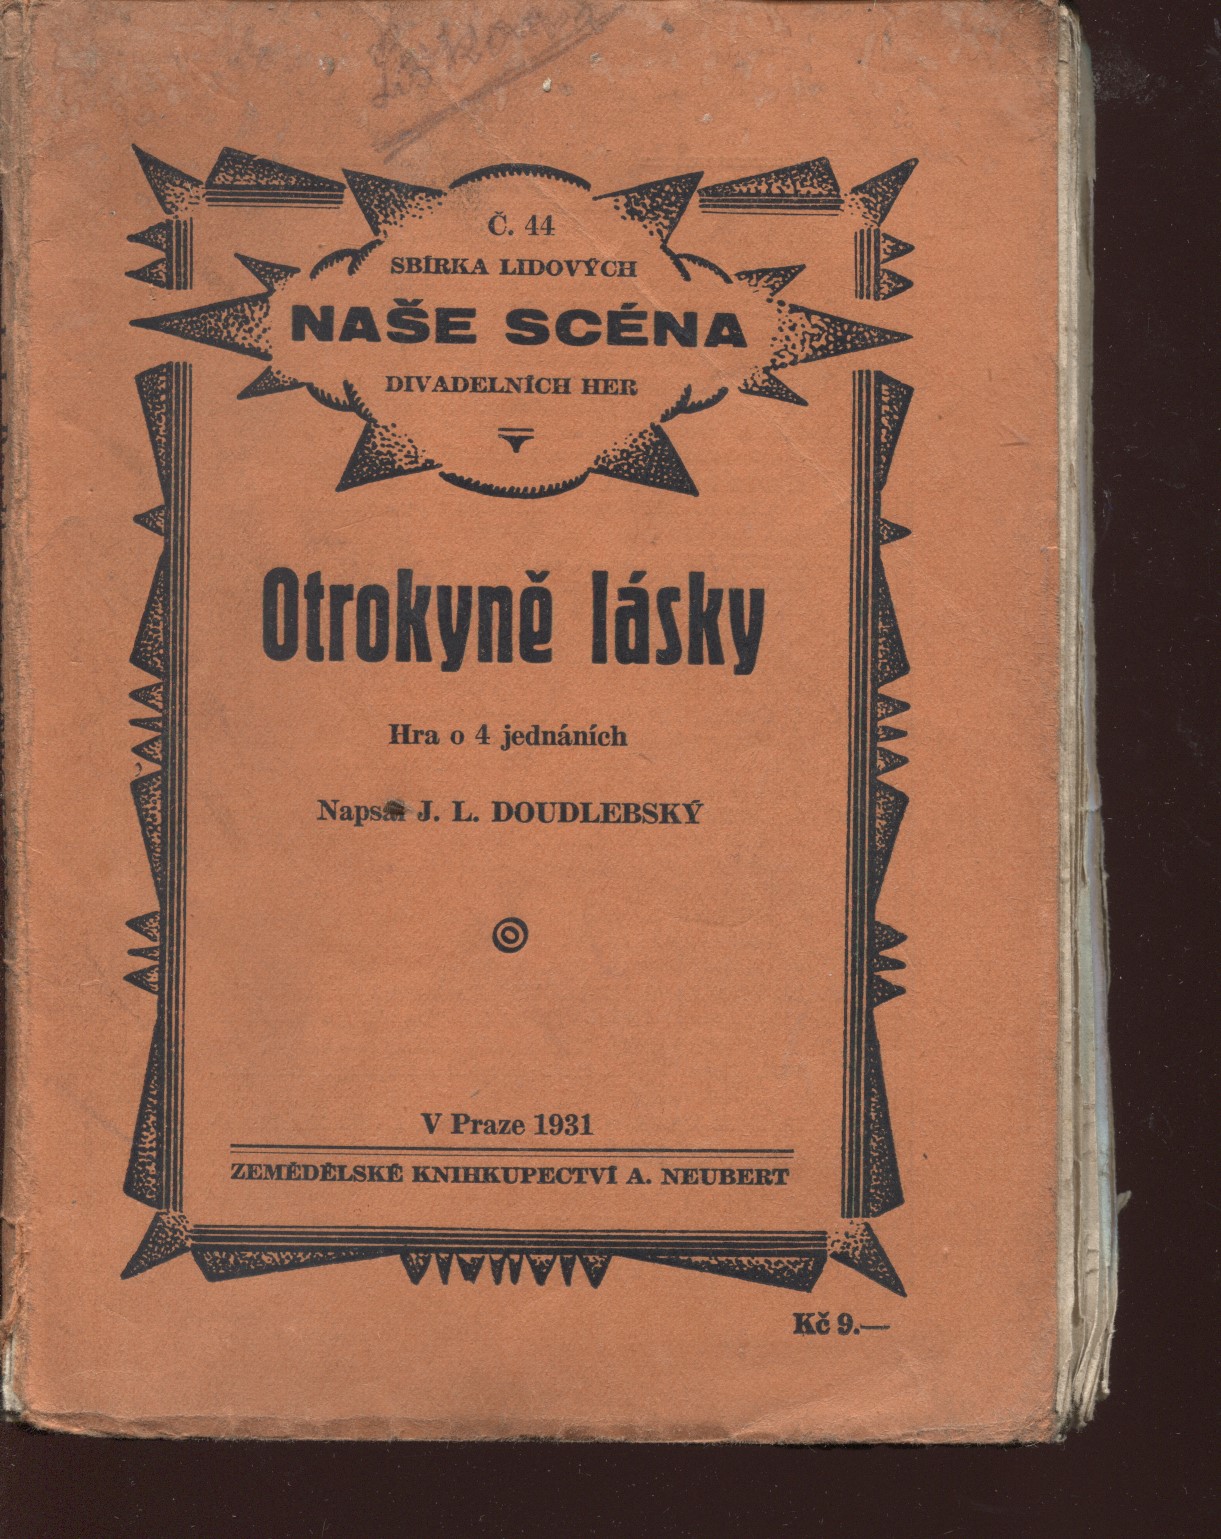 Č. 44
SBÍRKA LIDOVÝCH
NAŠE SCÉNA
DIVADELNÍCH HER
Otrokyně lásky
Hra o 4 jednáních
Napsal J. L. DOUDLEBSKÝ
V Praze 1931
ZEMĚDĚLSKÉ KNIHKUPECTVÍ A. NEUBERT
Kč 9.—